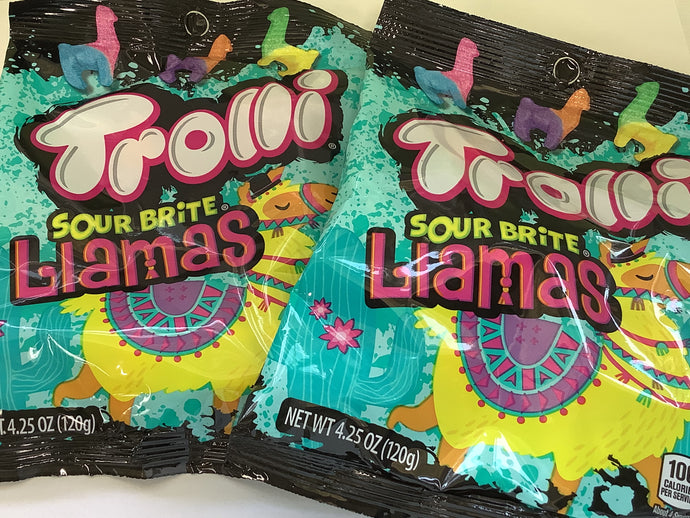 Trolli®
SOUR BRITE®
Llamas
4.25 OZ (120g)
Trolli
SOUR BRITE®
Llamas
NET WT 4.25 OZ (120g)
CALORIES
PER SERVING